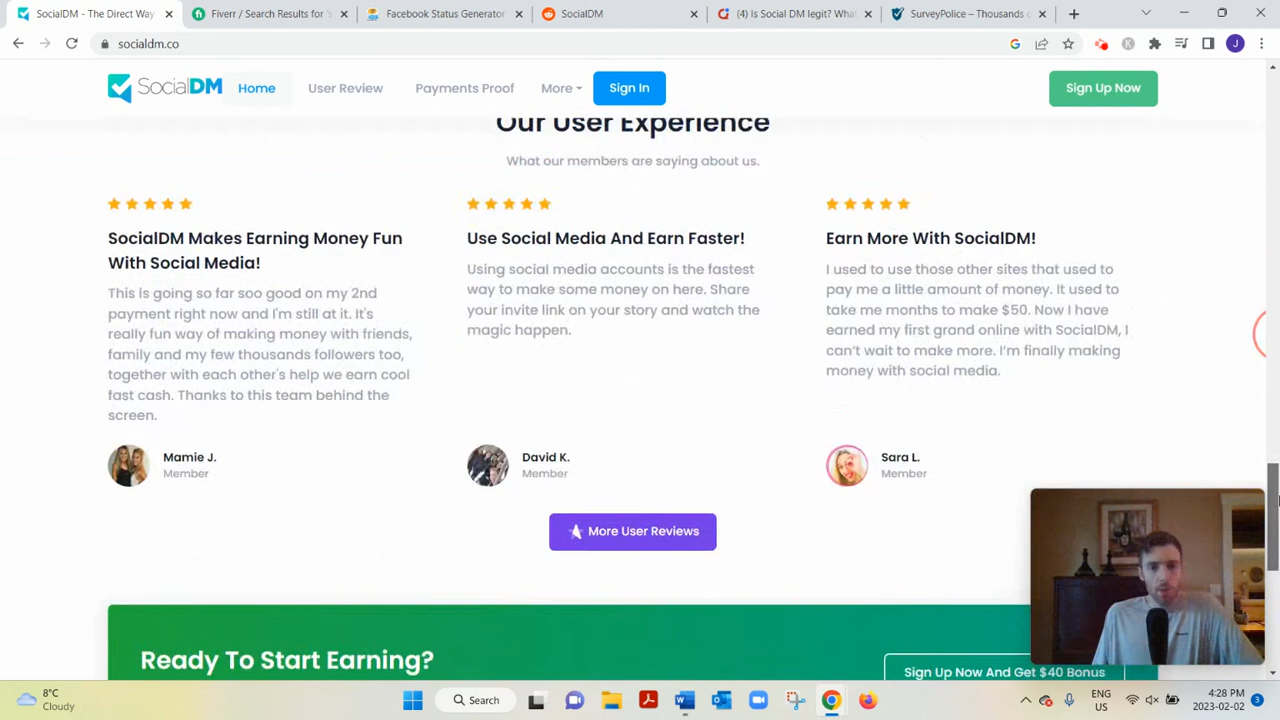 SocialDM - The Direct Way
Fiverr / Search Results for 's
Facebook Status Generator
SocialDM
(4) Is Social DM legit? What
SurveyPolice – Thousands o
socialdm.co
J
SocialDM
Home
User Review
Payments Proof
More
Sign In
Sign Up Now
Our User Experience
What our members are saying about us.
SocialDM Makes Earning Money Fun
With Social Media!
This is going so far soo good on my 2nd
payment right now and I'm still at it. It's
really fun way of making money with friends,
family and my few thousands followers too,
together with each other's help we earn cool
fast cash. Thanks to this team behind the
screen.
Mamie J.
Member
Use Social Media And Earn Faster!
Using social media accounts is the fastest
way to make some money on here. Share
your invite link on your story and watch the
magic happen.
David K.
Member
Earn More With SocialDM!
I used to use those other sites that used to
pay me a little amount of money. It used to
take me months to make $50. Now I have
earned my first grand online with SocialDM, I
can't wait to make more. I'm finally making
money with social media.
Sara L.
Member
More User Reviews
Ready To Start Earning?
Sign Up Now And Get $40 Bonus
8°C
Cloudy
Search
ENG
US
4:28 PM
2023-02-02
3